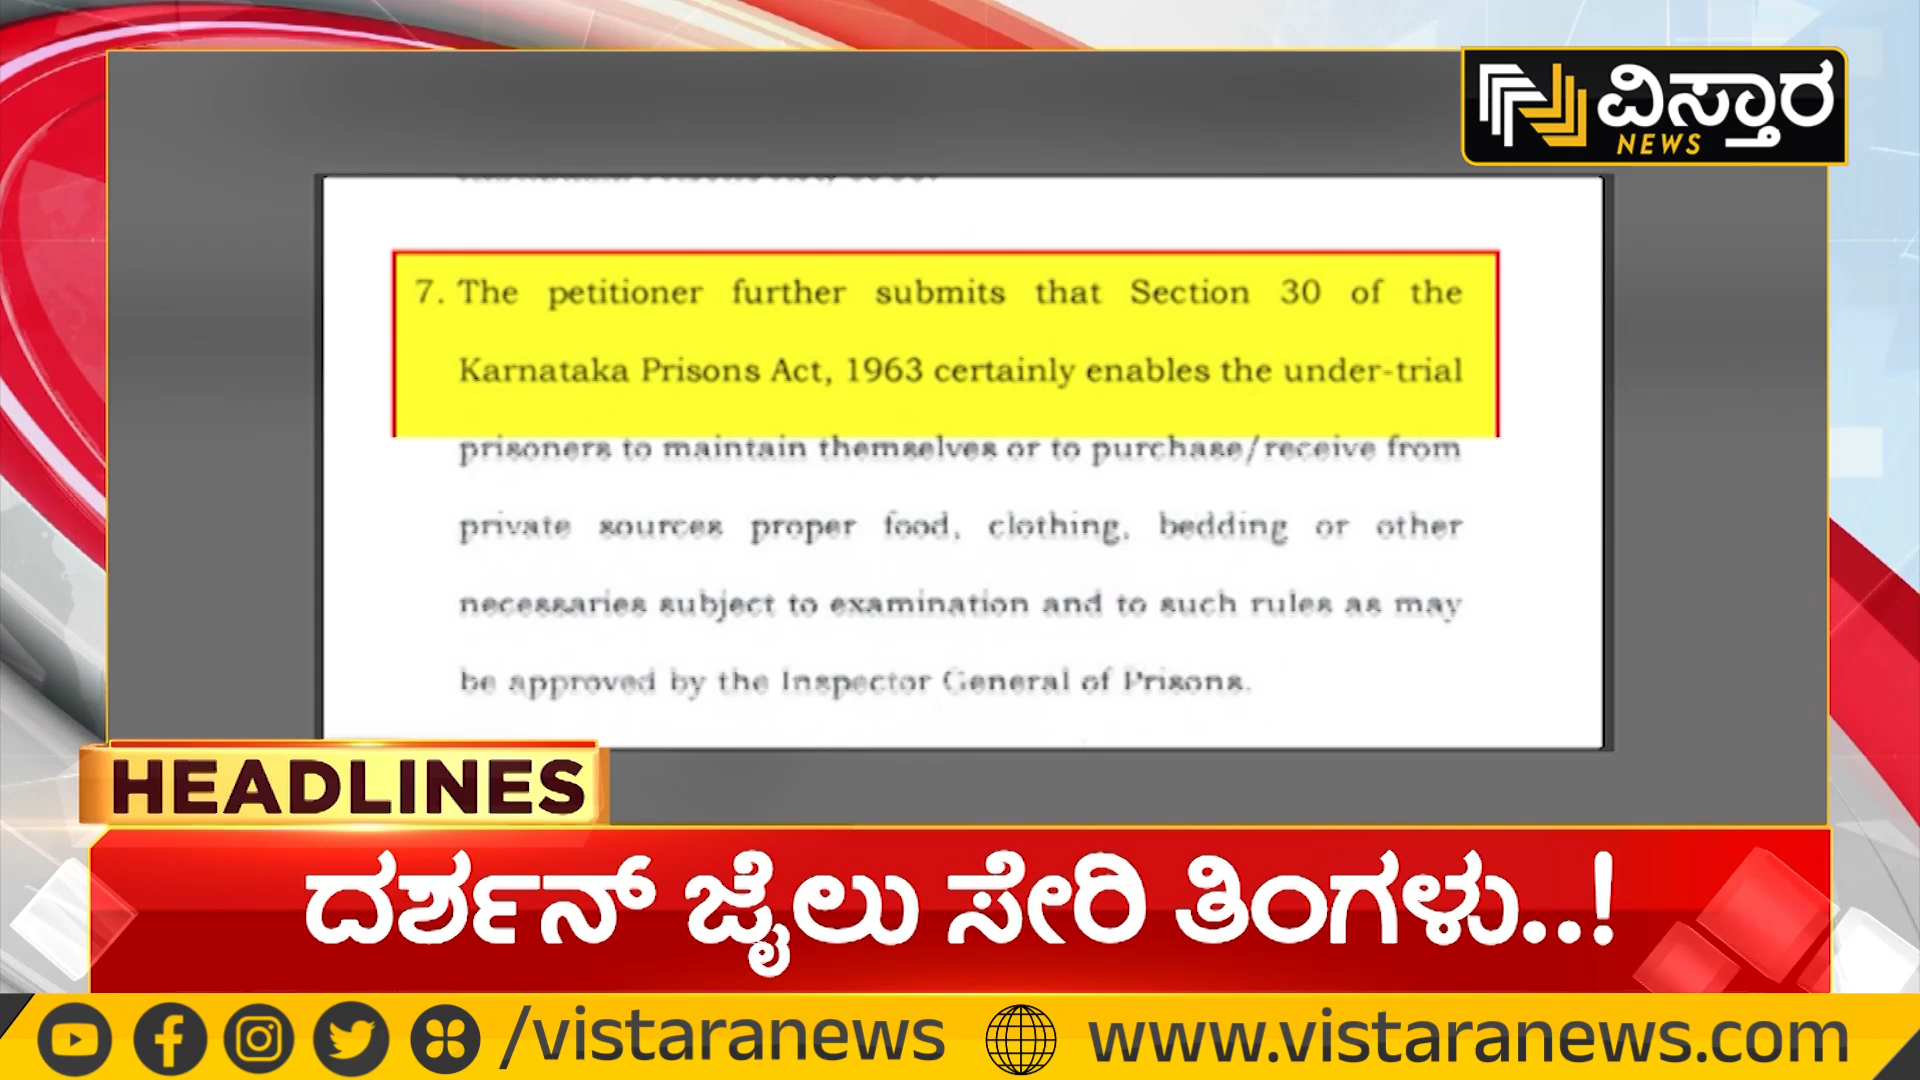 ವಿಸ್ತಾರ
NEWS
7. The petitioner further submits that Section 30 of the
Karnataka Prisons Act, 1963 certainly enables the under-trial
prisoners to maintain themselves or to purchase/receive from
private sources proper food, clothing, bedding or other
necessaries subject to examination and to such rules as may
be approved by the Inspector General of Prisons.
HEADLINES
ದರ್ಶನ್ ಜೈಲು ಸೇರಿ ತಿಂಗಳು..!
/vistaranews www.vistaranews.com